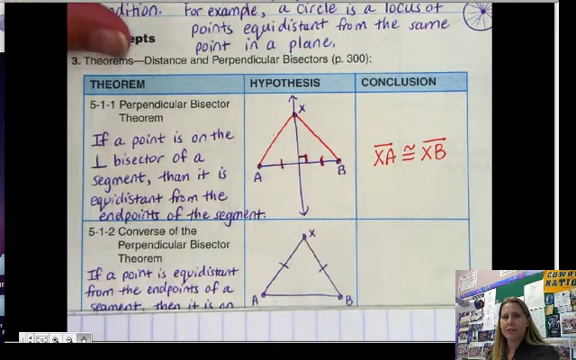 For example, a circle is a locus of
points equidistant from the same
point in a plane.
3. Theorems—Distance and Perpendicular Bisectors (p. 300):
THEOREM HYPOTHESIS CONCLUSION
5-1-1 Perpendicular Bisector
Theorem
If a point is on the
⊥ bisector of a
segment, than it is
equidistant from the
endpoints of the segment.
X
A
B
XA ≅ XB
5-1-2 Converse of the
Perpendicular Bisector
Theorem
If a point is equidistant
from the endpoints of a
segment, then it is on
X
A
B